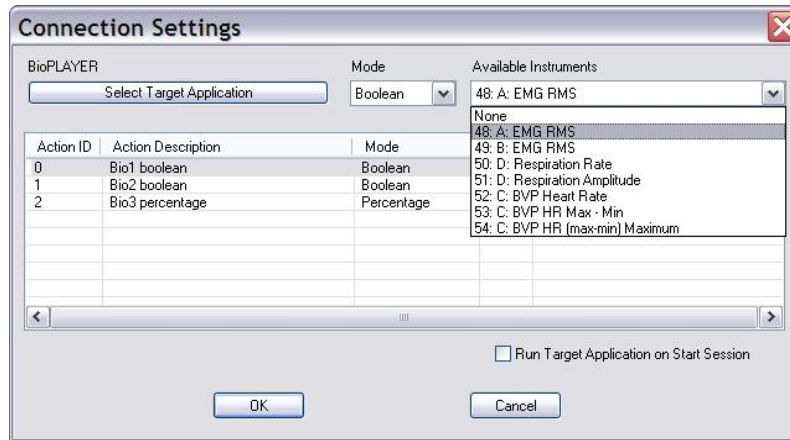 Connection Settings
BioPLAYER
Mode
Available Instruments
Select Target Application
Boolean
48: A: EMG RMS
None
48: A: EMG RMS
49: B: EMG RMS
50: D: Respiration Rate
51: D: Respiration Amplitude
52: C: BVP Heart Rate
53: C: BVP HR Max - Min
54: C: BVP HR (max-min) Maximum
Action ID Action Description Mode
0 Bio1 boolean Boolean
1 Bio2 boolean Boolean
2 Bio3 percentage Percentage
Run Target Application on Start Session
OK Cancel